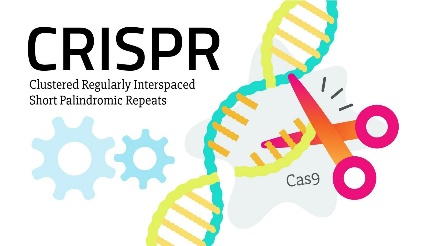 CRISPR
Clustered Regularly Interspaced
Short Palindromic Repeats
Cas9